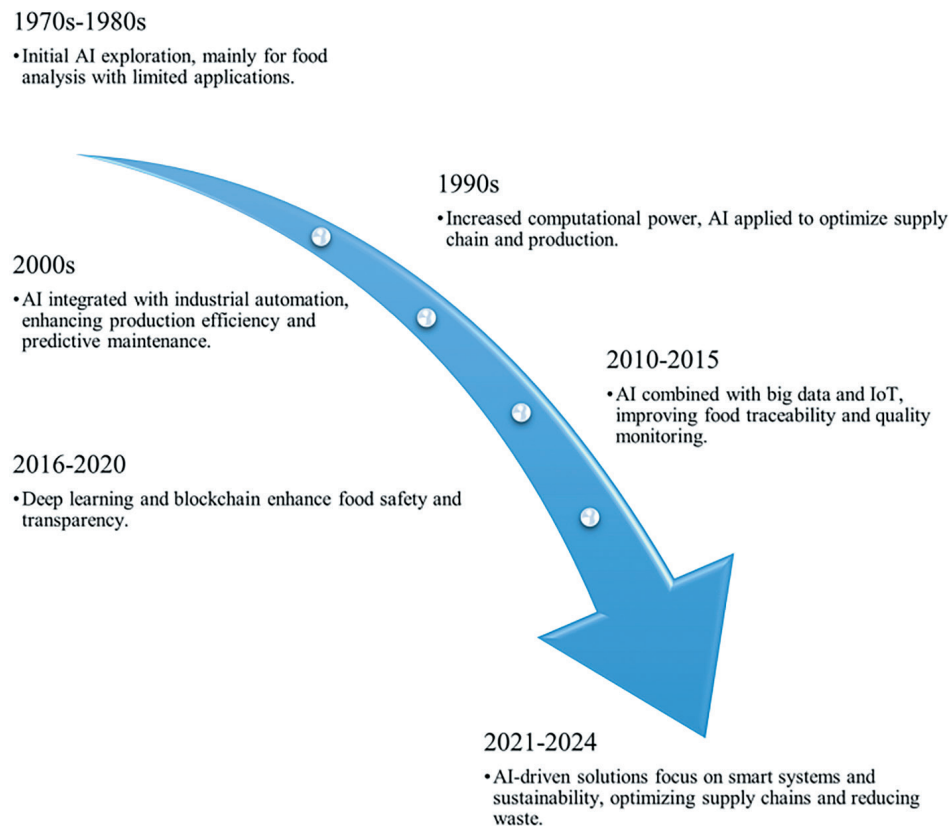 1970s-1980s
•Initial AI exploration, mainly for food
analysis with limited applications.
1990s
•Increased computational power, AI applied to optimize supply
chain and production.
2000s
•AI integrated with industrial automation,
enhancing production efficiency and
predictive maintenance.
2010-2015
•AI combined with big data and IoT,
improving food traceability and quality
monitoring.
2016-2020
•Deep learning and blockchain enhance food safety and
transparency.
2021-2024
•AI-driven solutions focus on smart systems and
sustainability, optimizing supply chains and reducing
waste.